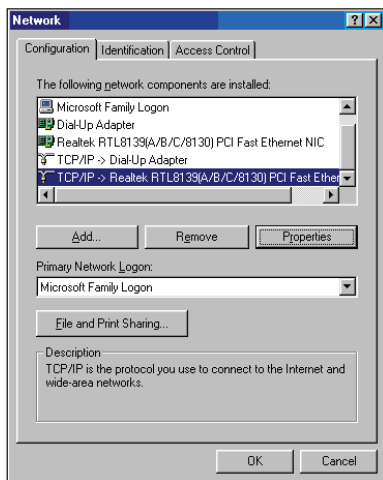 Network
Configuration Identification Access Control
The following network components are installed:
Microsoft Family Logon
Dial-Up Adapter
Realtek RTL8139(A/B/C/8130) PCI Fast Ethernet NIC
TCP/IP -> Dial-Up Adapter
TCP/IP -> Realtek RTL8139(A/B/C/8130) PCI Fast Ether
Add... Remove Properties
Primary Network Logon:
Microsoft Family Logon
File and Print Sharing...
Description
TCP/IP is the protocol you use to connect to the Internet and
wide-area networks.
OK Cancel